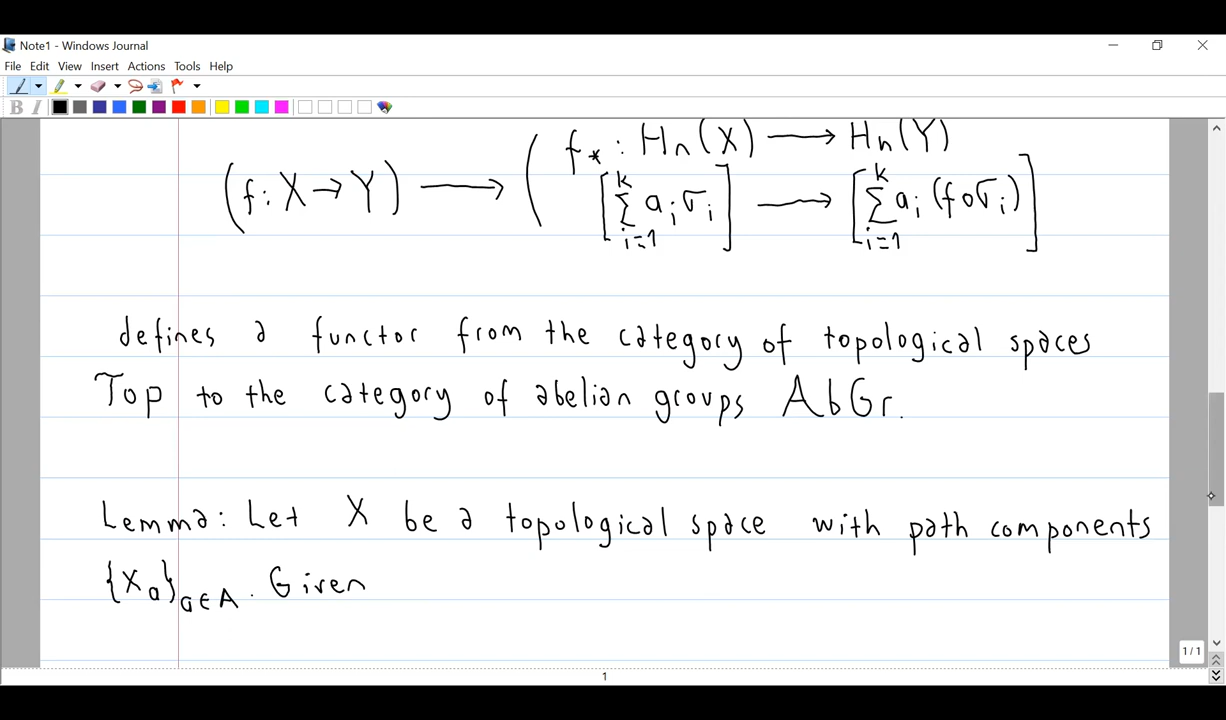 Note1 - Windows Journal
File Edit View Insert Actions Tools Help
B I
f_* : H_n(X) ⟶ H_n(Y)
(f: X → Y) ⟶ ( [∑_{i=1}^{k} a_i σ_i] ⟶ [∑_{i=1}^{k} a_i (f∘σ_i)]
defines a functor from the category of topological spaces
Top to the category of abelian groups AbGr.
Lemma: Let X be a topological space with path components
{X_a}_{a∈A}. Given
1 / 1
1